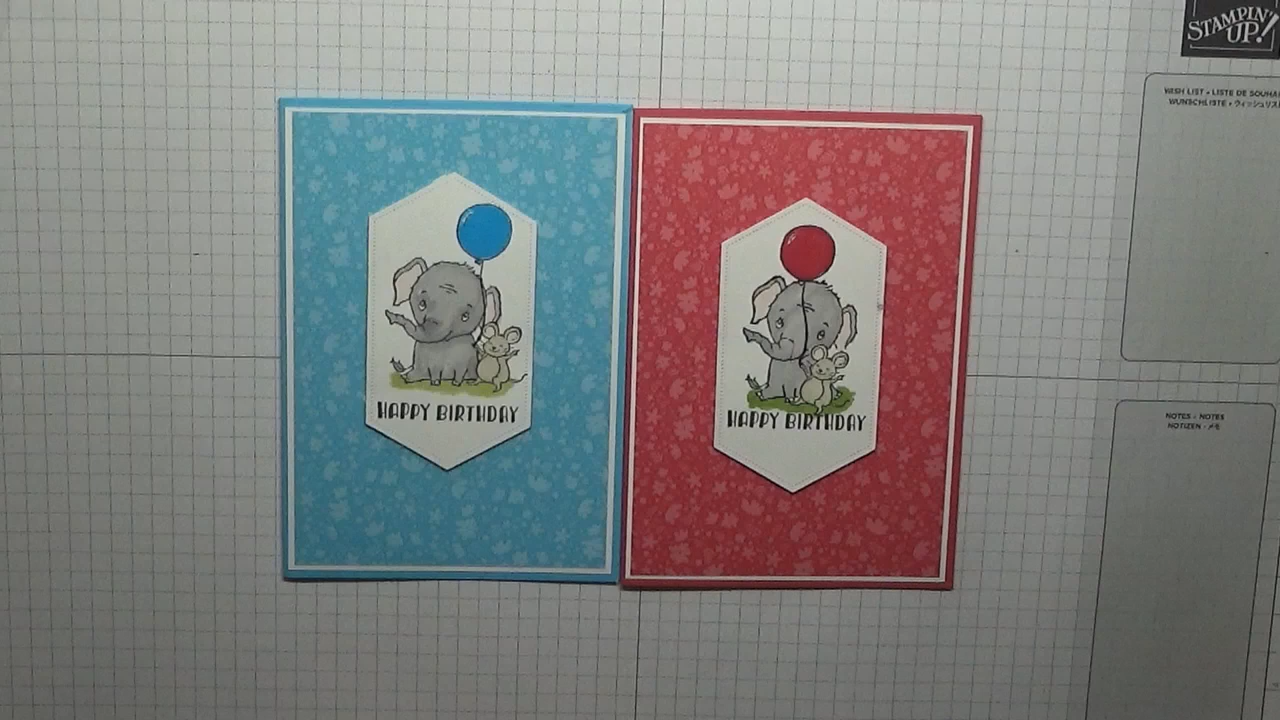 STAMPIN' UP!
WISH LIST • LISTE DE SOUHAI
WUNSCHLISTE • ウィッシュリス
HAPPY BIRTHDAY
HAPPY BIRTHDAY
NOTES • NOTES
NOTIZEN • メモ